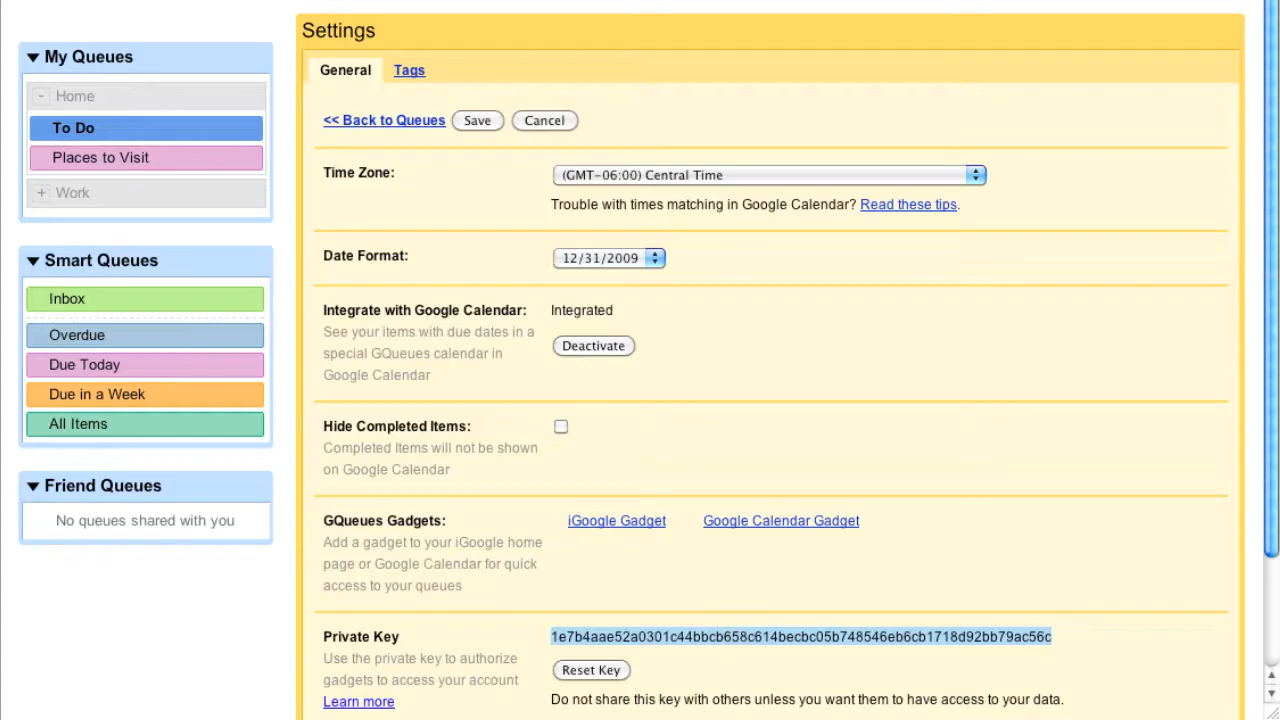 My Queues
- Home
To Do
Places to Visit
+ Work
Smart Queues
Inbox
Overdue
Due Today
Due in a Week
All Items
Friend Queues
No queues shared with you
Settings
General Tags
<< Back to Queues Save Cancel
Time Zone: (GMT-06:00) Central Time
Trouble with times matching in Google Calendar? Read these tips.
Date Format: 12/31/2009
Integrate with Google Calendar: Integrated
See your items with due dates in a
special GQueues calendar in
Google Calendar
Deactivate
Hide Completed Items:
Completed Items will not be shown
on Google Calendar
GQueues Gadgets: iGoogle Gadget Google Calendar Gadget
Add a gadget to your iGoogle home
page or Google Calendar for quick
access to your queues
Private Key 1e7b4aae52a0301c44bbcb658c614becbc05b748546eb6cb1718d92bb79ac56c
Use the private key to authorize
gadgets to access your account
Learn more
Reset Key
Do not share this key with others unless you want them to have access to your data.